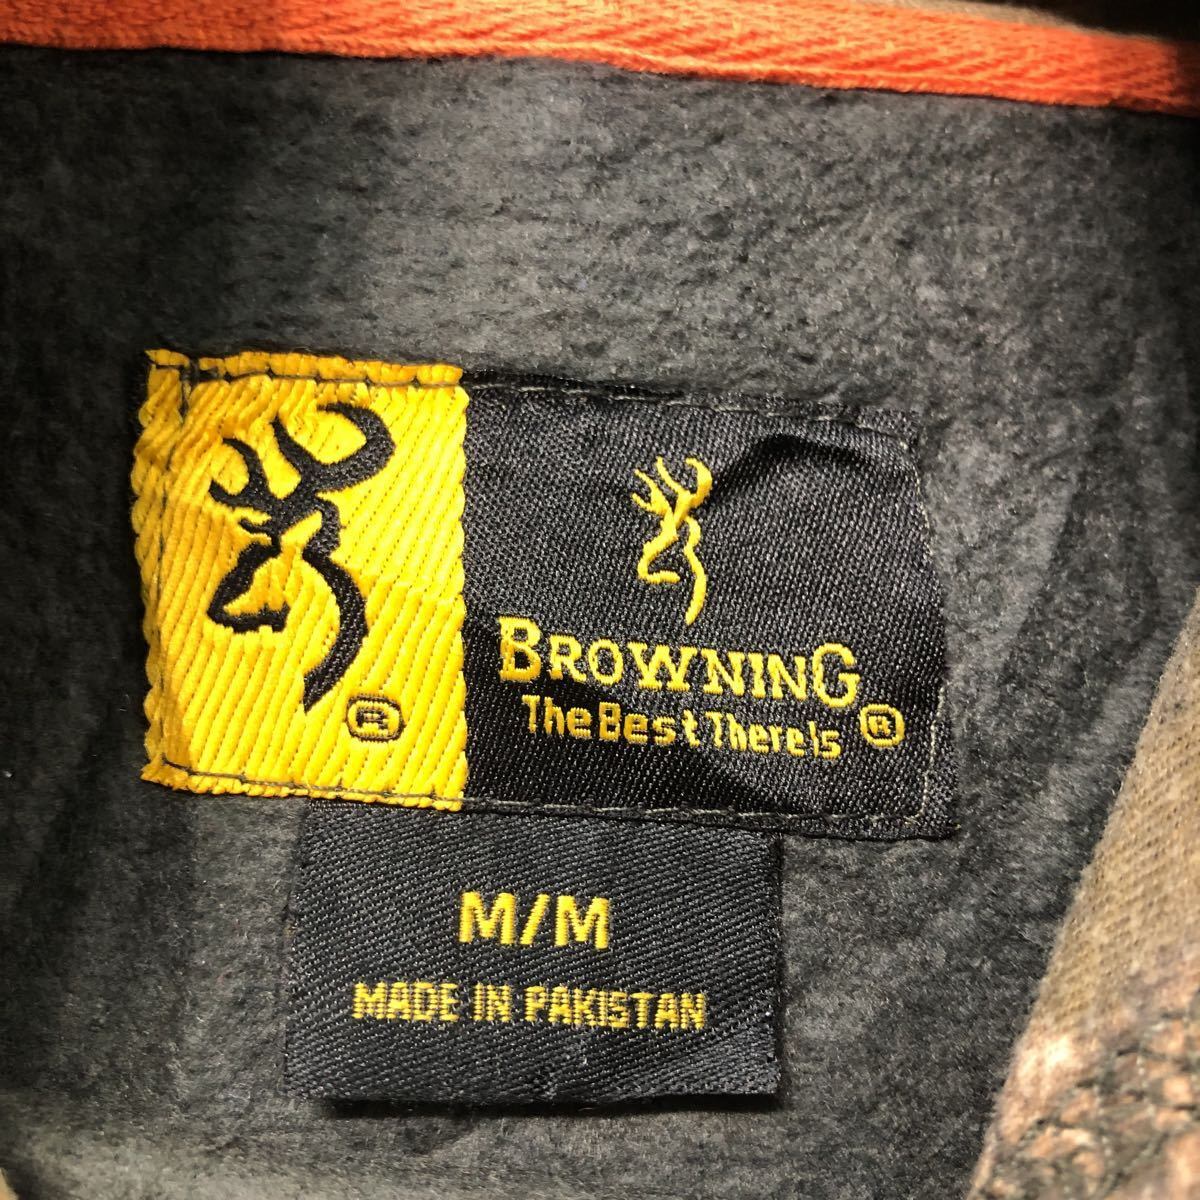 ®
BROWNING
The Best There Is ®
M/M
MADE IN PAKISTAN